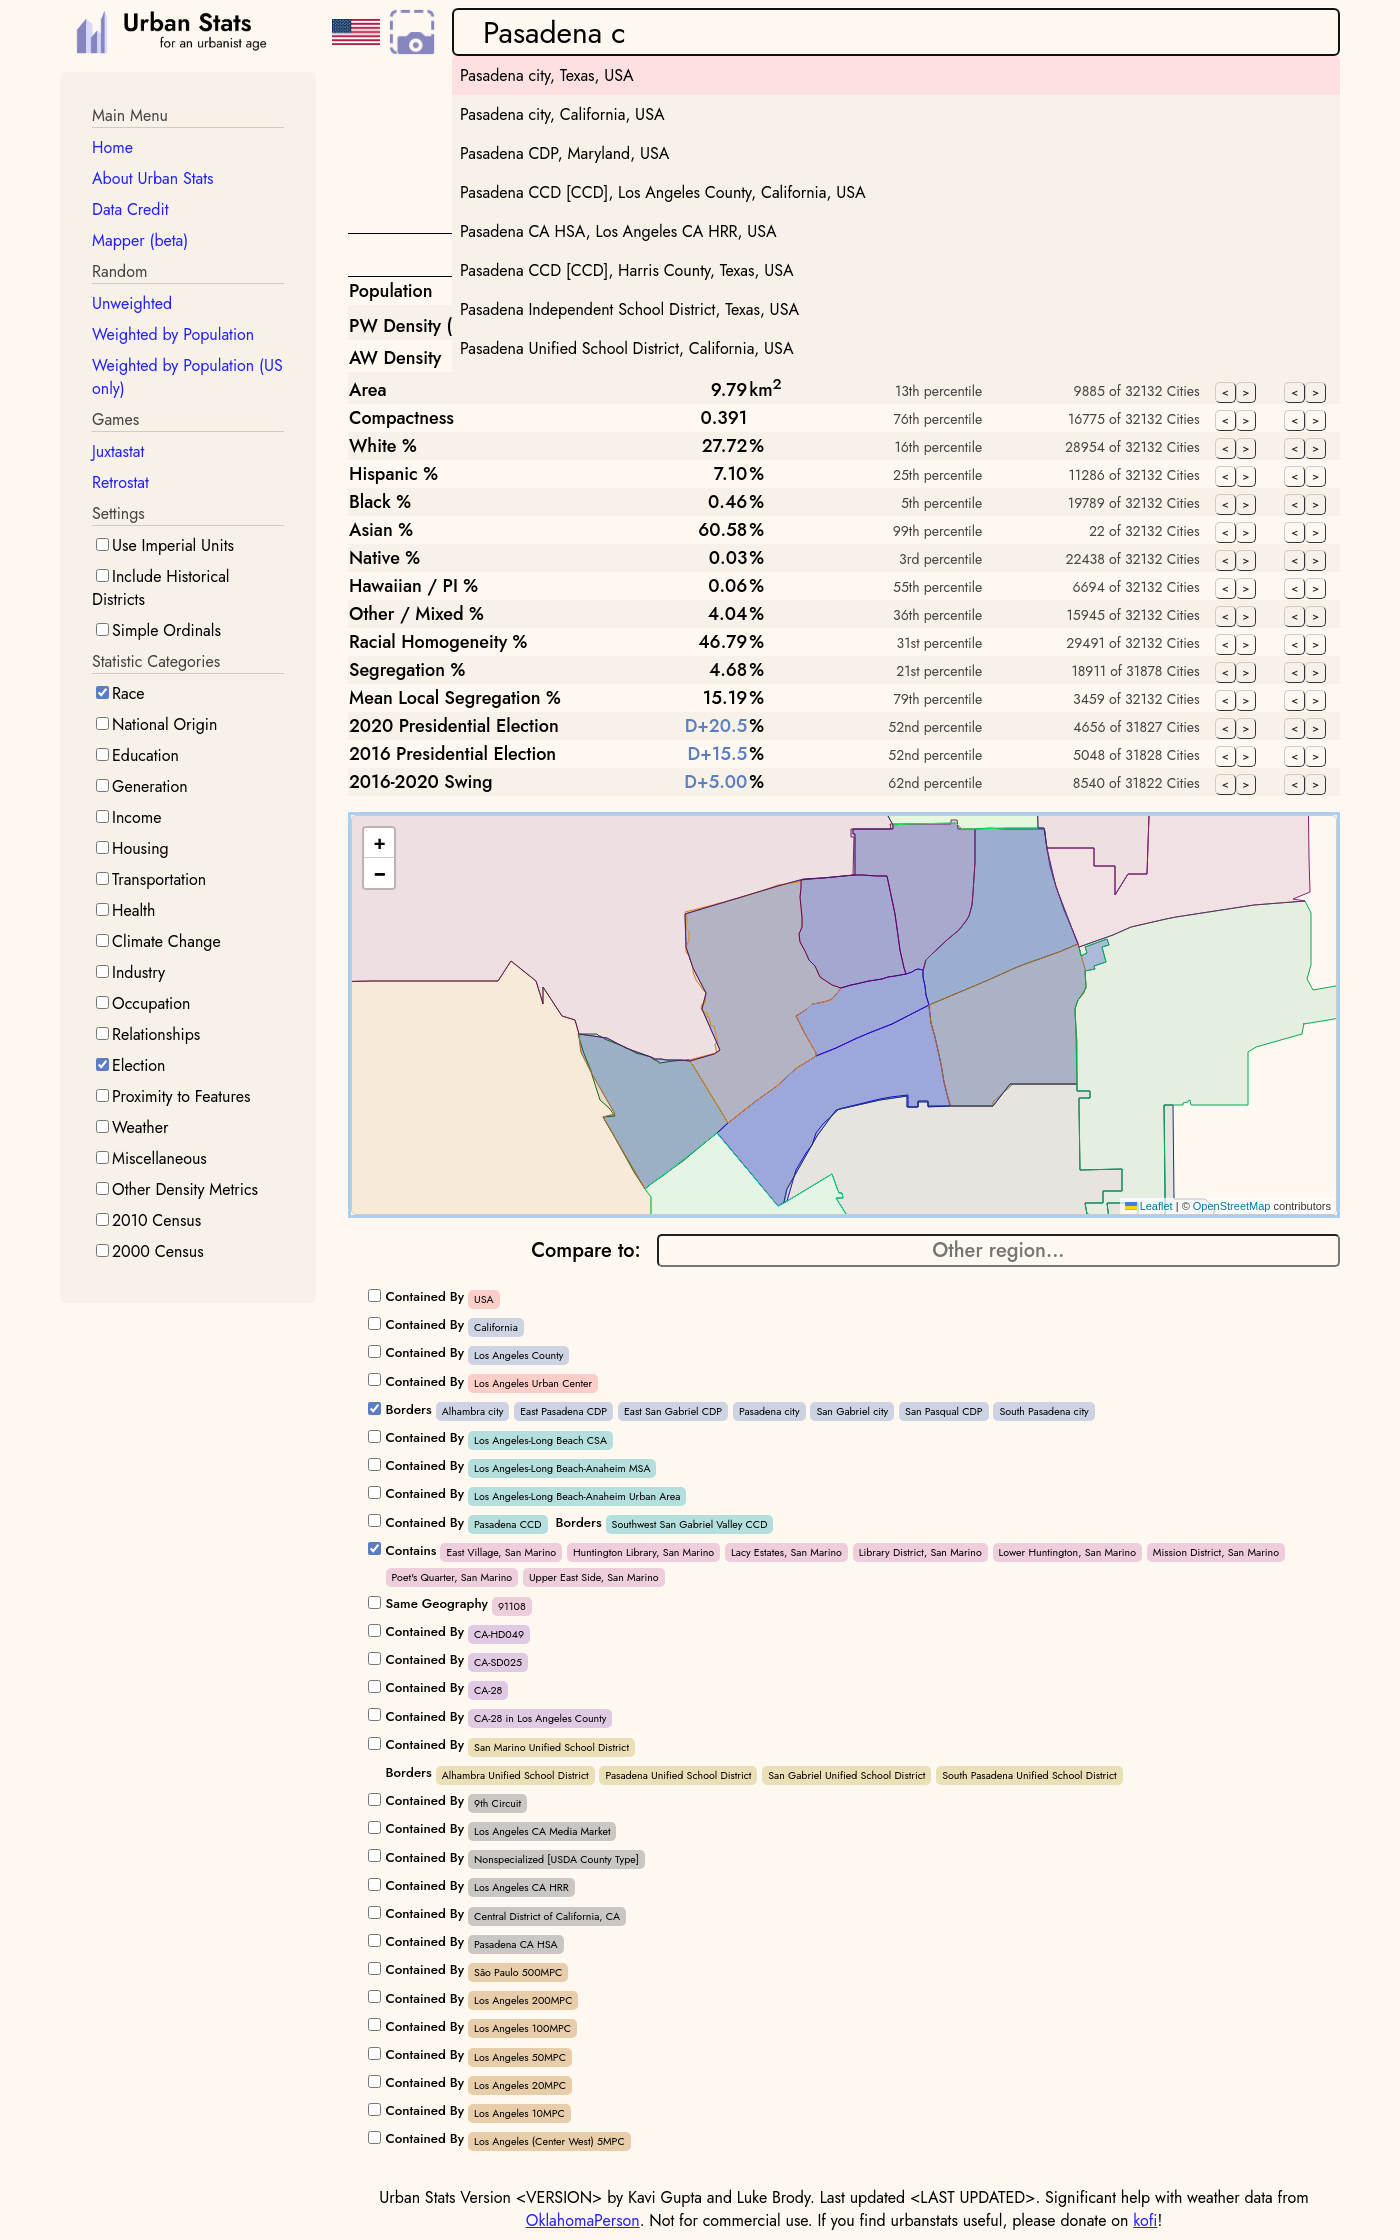 Urban Stats
for an urbanist age
Pasadena c
Pasadena city, Texas, USA
Pasadena city, California, USA
Pasadena CDP, Maryland, USA
Pasadena CCD [CCD], Los Angeles County, California, USA
Pasadena CA HSA, Los Angeles CA HRR, USA
Pasadena CCD [CCD], Harris County, Texas, USA
Pasadena Independent School District, Texas, USA
Pasadena Unified School District, California, USA
Main Menu
Home
About Urban Stats
Data Credit
Mapper (beta)
Random
Unweighted
Weighted by Population
Weighted by Population (US
only)
Games
Juxtastat
Retrostat
Settings
Use Imperial Units
Include Historical
Districts
Simple Ordinals
Statistic Categories
Race
National Origin
Education
Generation
Income
Housing
Transportation
Health
Climate Change
Industry
Occupation
Relationships
Election
Proximity to Features
Weather
Miscellaneous
Other Density Metrics
2010 Census
2000 Census
Population
PW Density (
AW Density
Area 9.79 km² 13th percentile 9885 of 32132 Cities < > < >
Compactness 0.391 76th percentile 16775 of 32132 Cities < > < >
White % 27.72% 16th percentile 28954 of 32132 Cities < > < >
Hispanic % 7.10% 25th percentile 11286 of 32132 Cities < > < >
Black % 0.46% 5th percentile 19789 of 32132 Cities < > < >
Asian % 60.58% 99th percentile 22 of 32132 Cities < > < >
Native % 0.03% 3rd percentile 22438 of 32132 Cities < > < >
Hawaiian / PI % 0.06% 55th percentile 6694 of 32132 Cities < > < >
Other / Mixed % 4.04% 36th percentile 15945 of 32132 Cities < > < >
Racial Homogeneity % 46.79% 31st percentile 29491 of 32132 Cities < > < >
Segregation % 4.68% 21st percentile 18911 of 31878 Cities < > < >
Mean Local Segregation % 15.19% 79th percentile 3459 of 32132 Cities < > < >
2020 Presidential Election D+20.5% 52nd percentile 4656 of 31827 Cities < > < >
2016 Presidential Election D+15.5% 52nd percentile 5048 of 31828 Cities < > < >
2016-2020 Swing D+5.00% 62nd percentile 8540 of 31822 Cities < > < >
+
−
Leaflet | © OpenStreetMap contributors
Compare to: Other region...
Contained By USA
Contained By California
Contained By Los Angeles County
Contained By Los Angeles Urban Center
Borders Alhambra city East Pasadena CDP East San Gabriel CDP Pasadena city San Gabriel city San Pasqual CDP South Pasadena city
Contained By Los Angeles-Long Beach CSA
Contained By Los Angeles-Long Beach-Anaheim MSA
Contained By Los Angeles-Long Beach-Anaheim Urban Area
Contained By Pasadena CCD Borders Southwest San Gabriel Valley CCD
Contains East Village, San Marino Huntington Library, San Marino Lacy Estates, San Marino Library District, San Marino Lower Huntington, San Marino Mission District, San Marino
Poet's Quarter, San Marino Upper East Side, San Marino
Same Geography 91108
Contained By CA-HD049
Contained By CA-SD025
Contained By CA-28
Contained By CA-28 in Los Angeles County
Contained By San Marino Unified School District
Borders Alhambra Unified School District Pasadena Unified School District San Gabriel Unified School District South Pasadena Unified School District
Contained By 9th Circuit
Contained By Los Angeles CA Media Market
Contained By Nonspecialized [USDA County Type]
Contained By Los Angeles CA HRR
Contained By Central District of California, CA
Contained By Pasadena CA HSA
Contained By São Paulo 500MPC
Contained By Los Angeles 200MPC
Contained By Los Angeles 100MPC
Contained By Los Angeles 50MPC
Contained By Los Angeles 20MPC
Contained By Los Angeles 10MPC
Contained By Los Angeles (Center West) 5MPC
Urban Stats Version <VERSION> by Kavi Gupta and Luke Brody. Last updated <LAST UPDATED>. Significant help with weather data from
OklahomaPerson. Not for commercial use. If you find urbanstats useful, please donate on kofi!